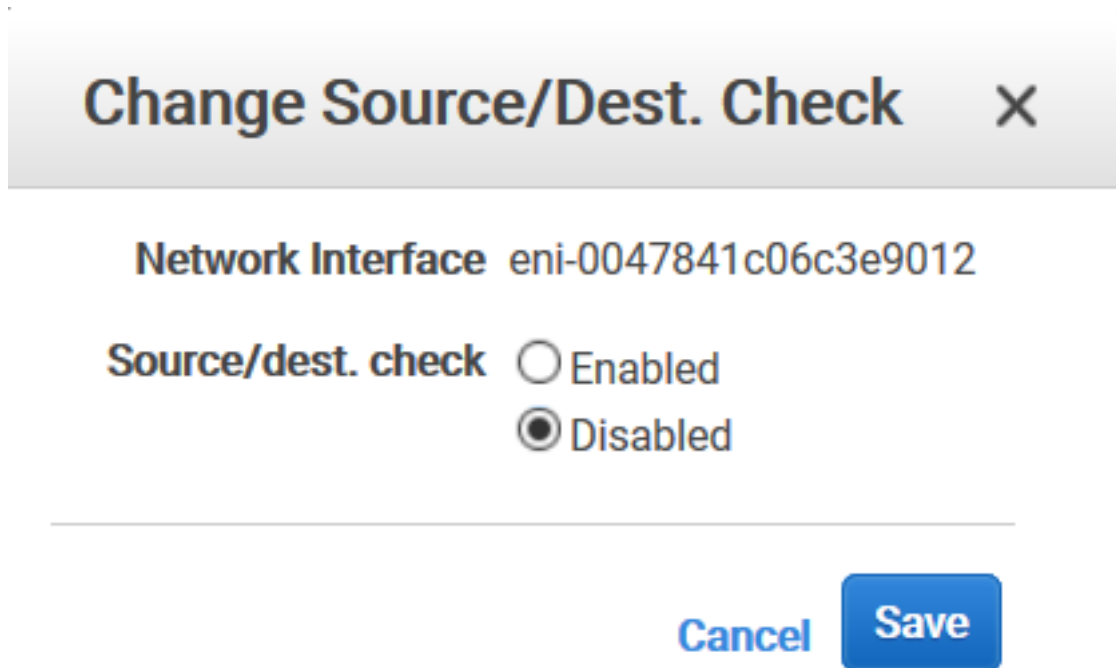 Change Source/Dest. Check
Network Interface eni-0047841c06c3e9012
Source/dest. check Enabled
Disabled
Cancel Save